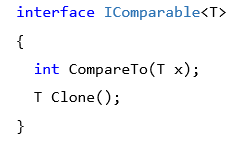 interface IComparable<T>
{
int CompareTo(T x);
T Clone();
}